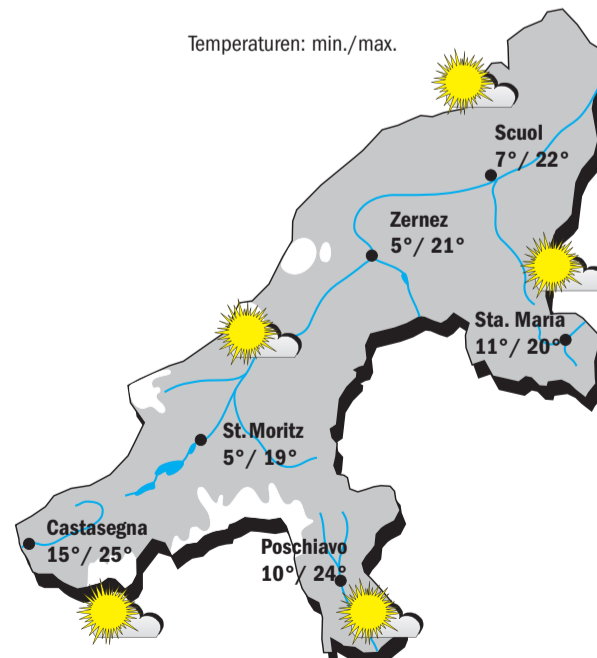 Temperaturen: min./max.
Scuol
7°/ 22°
Zernez
5°/ 21°
Sta. Maria
11°/ 20°
St. Moritz
5°/ 19°
Castasegna
15°/ 25°
Poschiavo
10°/ 24°